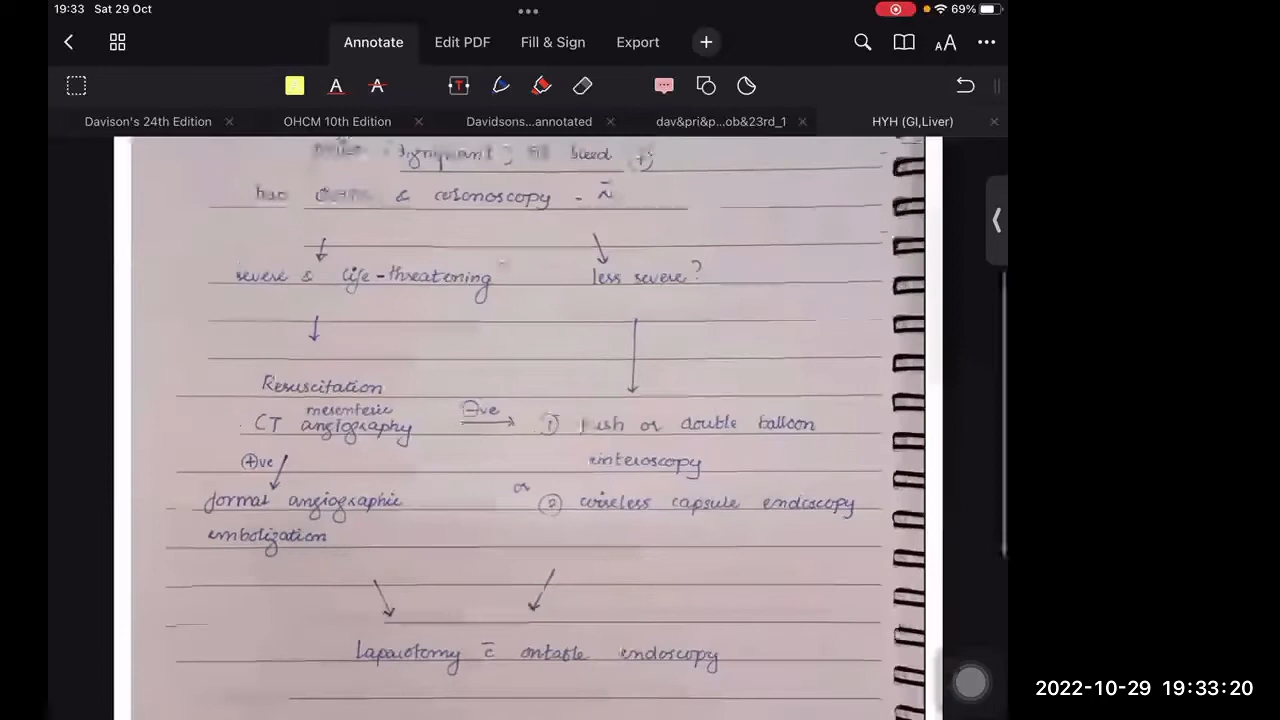 19:33 Sat 29 Oct
69%
Annotate Edit PDF Fill & Sign Export
Davison's 24th Edition OHCM 10th Edition Davidsons...annotated dav&pri&p...ob&23rd_1 HYH (GI,Liver)
bleed (+)
& colonoscopy - N̄
severe & life-threatening less severe?
Resuscitation
CT mesenteric angiography -ve ① push or double balloon
+ve enteroscopy
formal angiographic or ② wireless capsule endoscopy
embolization
Laparotomy c̄ ontable endoscopy
2022-10-29 19:33:20